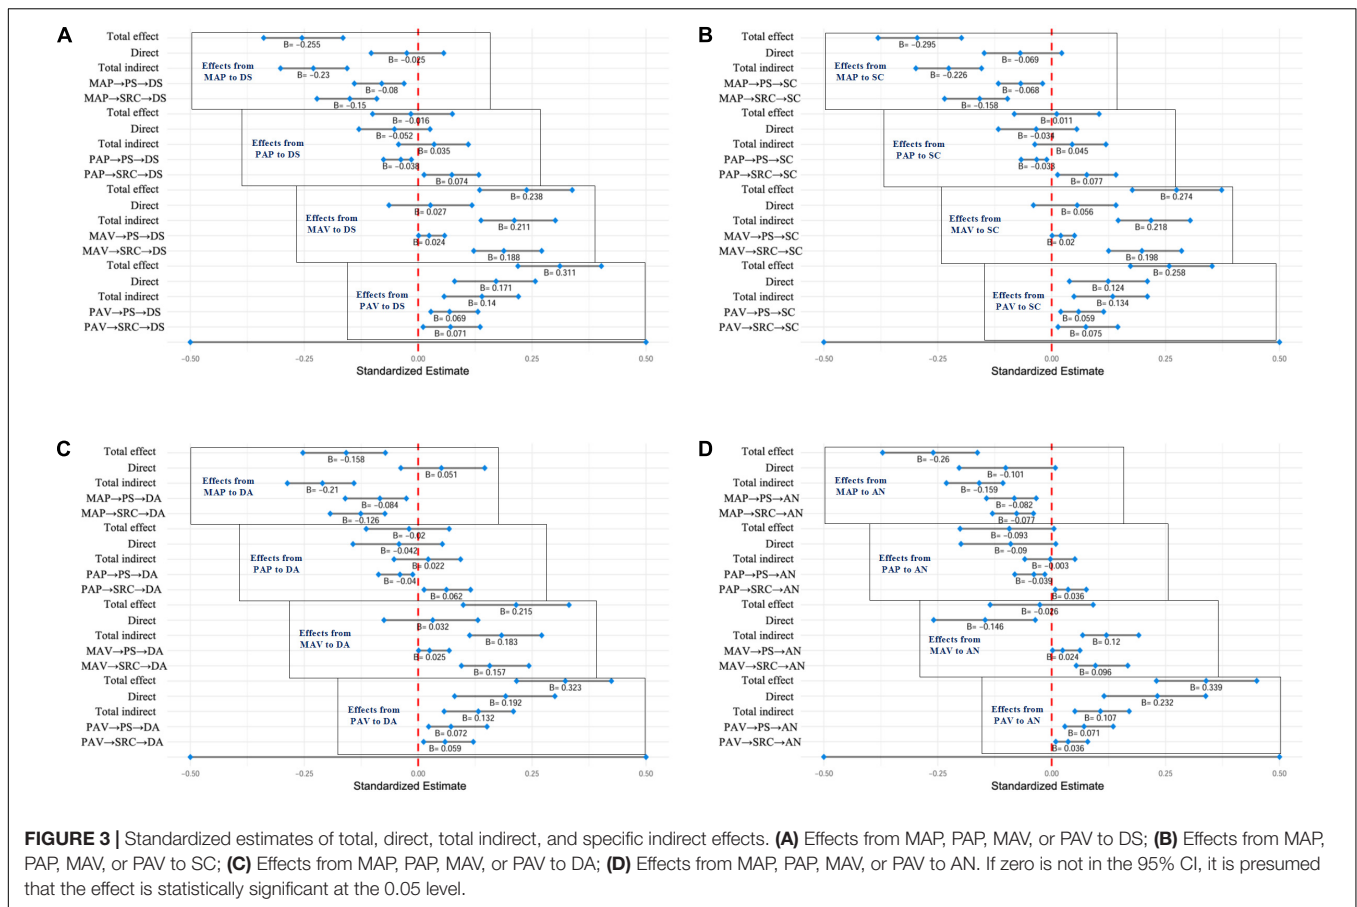 A
Total effect
B= −0.255
Direct
B= −0.025
Total indirect
B= −0.23
MAP→PS→DS
B= −0.08
MAP→SRC→DS
B= −0.15
Effects from
MAP to DS
Total effect
B= −0.016
Direct
B= −0.052
Total indirect
B= 0.035
PAP→PS→DS
B= −0.038
PAP→SRC→DS
B= 0.074
Effects from
PAP to DS
Total effect
B= 0.238
Direct
B= 0.027
Total indirect
B= 0.211
MAV→PS→DS
B= 0.024
MAV→SRC→DS
B= 0.188
Effects from
MAV to DS
Total effect
B= 0.311
Direct
B= 0.171
Total indirect
B= 0.14
PAV→PS→DS
B= 0.069
PAV→SRC→DS
B= 0.071
Effects from
PAV to DS
−0.50 −0.25 0.00 0.25 0.50
Standardized Estimate
B
Total effect
B= −0.295
Direct
B= −0.069
Total indirect
B= −0.226
MAP→PS→SC
B= −0.068
MAP→SRC→SC
B= −0.158
Effects from
MAP to SC
Total effect
B= 0.011
Direct
B= −0.034
Total indirect
B= 0.045
PAP→PS→SC
B= −0.033
PAP→SRC→SC
B= 0.077
Effects from
PAP to SC
Total effect
B= 0.274
Direct
B= 0.056
Total indirect
B= 0.218
MAV→PS→SC
B= 0.02
MAV→SRC→SC
B= 0.198
Effects from
MAV to SC
Total effect
B= 0.258
Direct
B= 0.124
Total indirect
B= 0.134
PAV→PS→SC
B= 0.059
PAV→SRC→SC
B= 0.075
Effects from
PAV to SC
−0.50 −0.25 0.00 0.25 0.50
Standardized Estimate
C
Total effect
B= −0.158
Direct
B= 0.051
Total indirect
B= −0.21
MAP→PS→DA
B= −0.084
MAP→SRC→DA
B= −0.126
Effects from
MAP to DA
Total effect
B= −0.02
Direct
B= −0.042
Total indirect
B= 0.022
PAP→PS→DA
B= −0.04
PAP→SRC→DA
B= 0.062
Effects from
PAP to DA
Total effect
B= 0.215
Direct
B= 0.032
Total indirect
B= 0.183
MAV→PS→DA
B= 0.025
MAV→SRC→DA
B= 0.157
Effects from
MAV to DA
Total effect
B= 0.323
Direct
B= 0.192
Total indirect
B= 0.132
PAV→PS→DA
B= 0.072
PAV→SRC→DA
B= 0.059
Effects from
PAV to DA
−0.50 −0.25 0.00 0.25 0.50
Standardized Estimate
D
Total effect
B= −0.26
Direct
B= −0.101
Total indirect
B= −0.159
MAP→PS→AN
B= −0.082
MAP→SRC→AN
B= −0.077
Effects from
MAP to AN
Total effect
B= −0.093
Direct
B= −0.09
Total indirect
B= −0.003
PAP→PS→AN
B= −0.039
PAP→SRC→AN
B= 0.036
Effects from
PAP to AN
Total effect
B= −0.026
Direct
B= −0.146
Total indirect
B= 0.12
MAV→PS→AN
B= 0.024
MAV→SRC→AN
B= 0.096
Effects from
MAV to AN
Total effect
B= 0.339
Direct
B= 0.232
Total indirect
B= 0.107
PAV→PS→AN
B= 0.071
PAV→SRC→AN
B= 0.036
Effects from
PAV to AN
−0.50 −0.25 0.00 0.25 0.50
Standardized Estimate
FIGURE 3 | Standardized estimates of total, direct, total indirect, and specific indirect effects. (A) Effects from MAP, PAP, MAV, or PAV to DS; (B) Effects from MAP,
PAP, MAV, or PAV to SC; (C) Effects from MAP, PAP, MAV, or PAV to DA; (D) Effects from MAP, PAP, MAV, or PAV to AN. If zero is not in the 95% CI, it is presumed
that the effect is statistically significant at the 0.05 level.